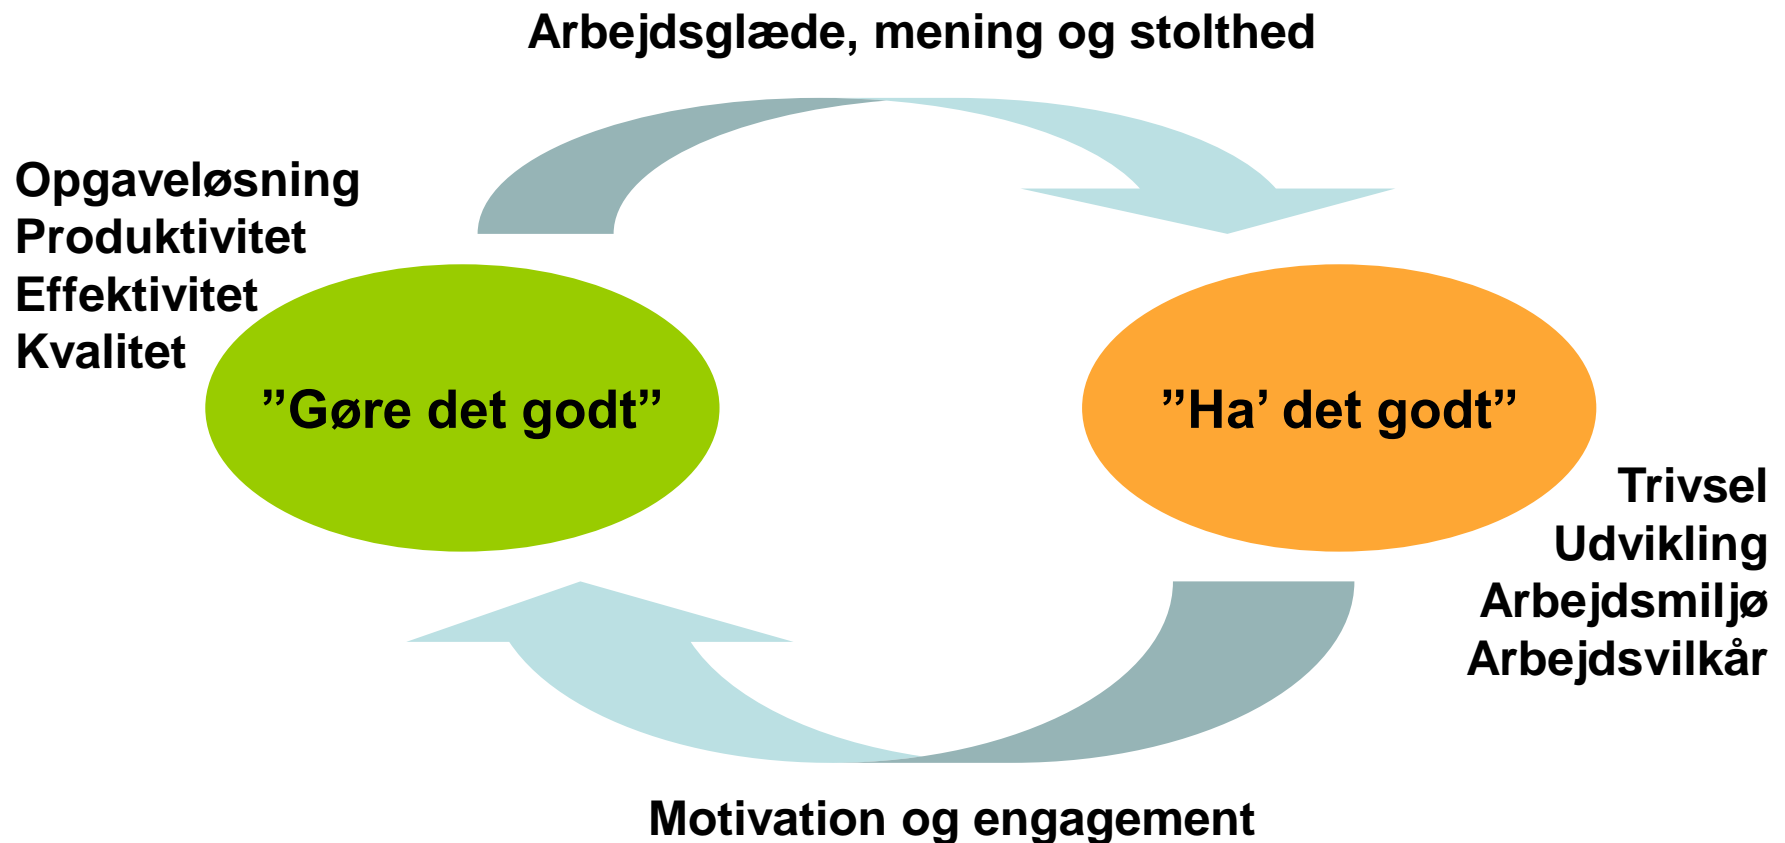 Arbejdsglæde, mening og stolthed
Opgaveløsning
Produktivitet
Effektivitet
Kvalitet
”Gøre det godt”
”Ha’ det godt”
Trivsel
Udvikling
Arbejdsmiljø
Arbejdsvilkår
Motivation og engagement